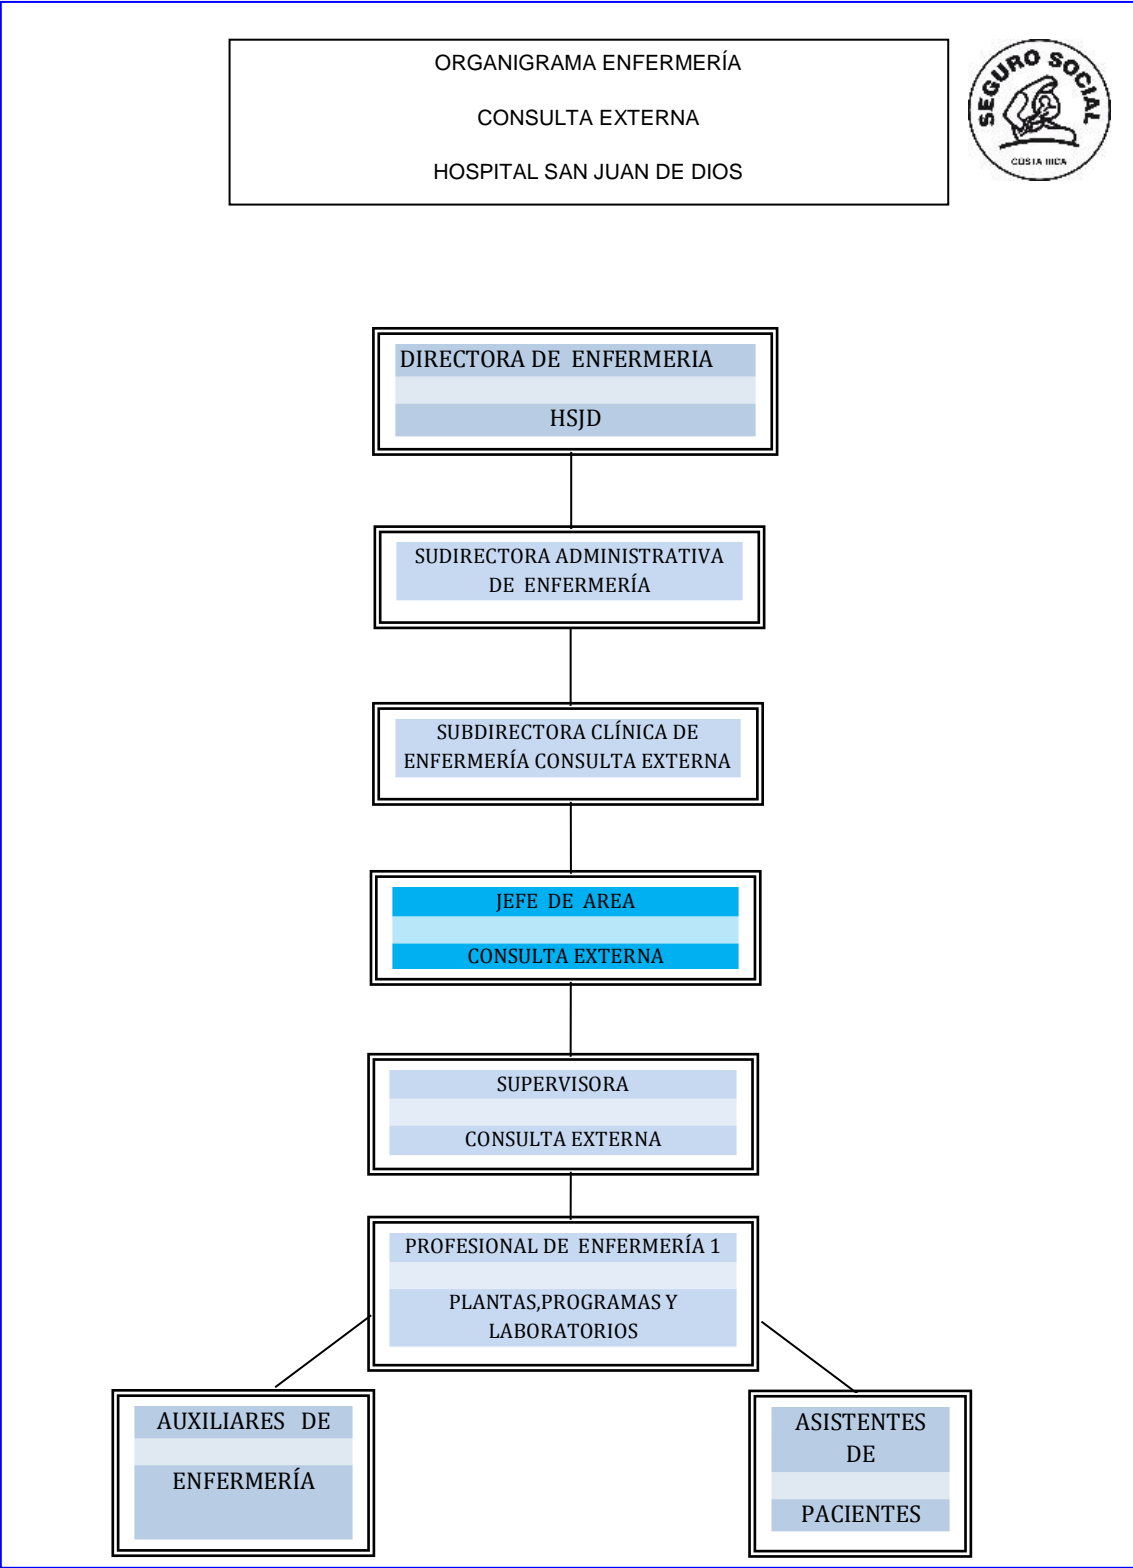 ORGANIGRAMA ENFERMERÍA
CONSULTA EXTERNA
HOSPITAL SAN JUAN DE DIOS
SEGURO SOCIAL
COSTA RICA
DIRECTORA DE ENFERMERIA
HSJD
SUDIRECTORA ADMINISTRATIVA
DE ENFERMERÍA
SUBDIRECTORA CLÍNICA DE
ENFERMERÍA CONSULTA EXTERNA
JEFE DE AREA
CONSULTA EXTERNA
SUPERVISORA
CONSULTA EXTERNA
PROFESIONAL DE ENFERMERÍA 1
PLANTAS,PROGRAMAS Y
LABORATORIOS
AUXILIARES DE
ENFERMERÍA
ASISTENTES
DE
PACIENTES